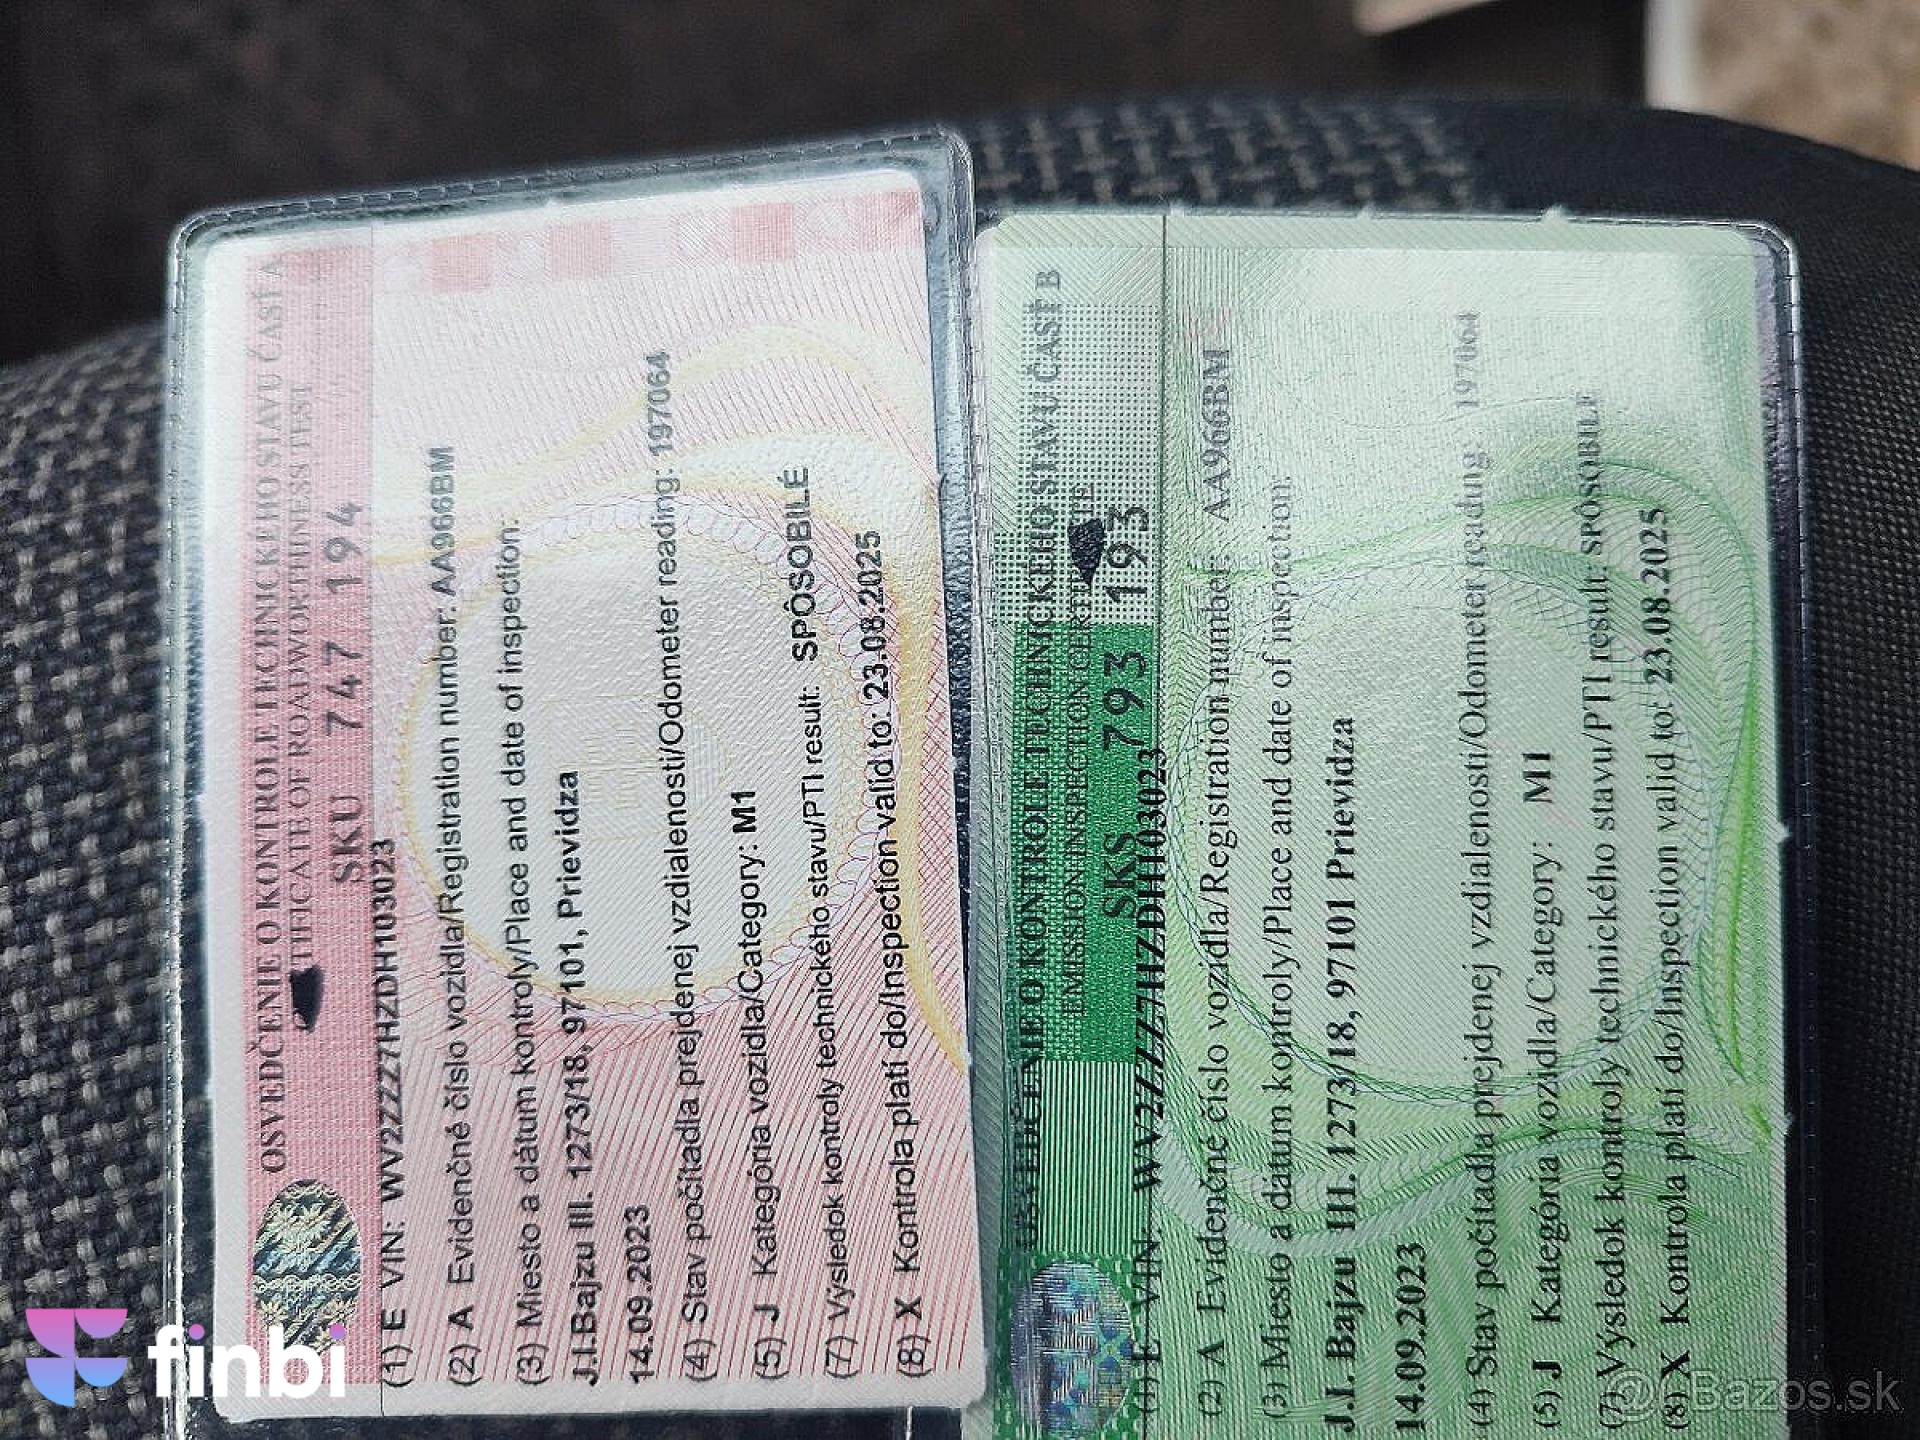 OSVEDČENIE O KONTROLE TECHNICKÉHO STAVU ČASŤ A
TIFICATE OF ROADWORTHINESS TEST
SKU 747 194
(1) E VIN: WV2ZZZ7HZDH103023
(2) A Evidenčné číslo vozidla/Registration number: AA966BM
(3) Miesto a dátum kontroly/Place and date of inspection:
J.I.Bajzu III. 1273/18, 97101, Prievidza
14.09.2023
(4) Stav počítadla prejdenej vzdialenosti/Odometer reading: 197064
(5) J Kategória vozidla/Category: M1
(7) Výsledok kontroly technického stavu/PTI result: SPÔSOBILÉ
(8) X Kontrola platí do/Inspection valid to: 23.08.2025
OSVEDČENIE O KONTROLE TECHNICKÉHO STAVU ČASŤ B
EMISSION INSPECTION
SKS 793 193
(1) E VIN: WV2ZZZ7HZDH103023
(2) A Evidenčné číslo vozidla/Registration number: AA966BM
(3) Miesto a dátum kontroly/Place and date of inspection:
J.I. Bajzu III. 1273/18, 97101 Prievidza
14.09.2023
(4) Stav počítadla prejdenej vzdialenosti/Odometer reading: 197064
(5) J Kategória vozidla/Category: M1
(7) Výsledok kontroly technického stavu/PTI result: SPÔSOBILÉ
(8) X Kontrola platí do/Inspection valid to: 23.08.2025
finbi
Bazos.sk